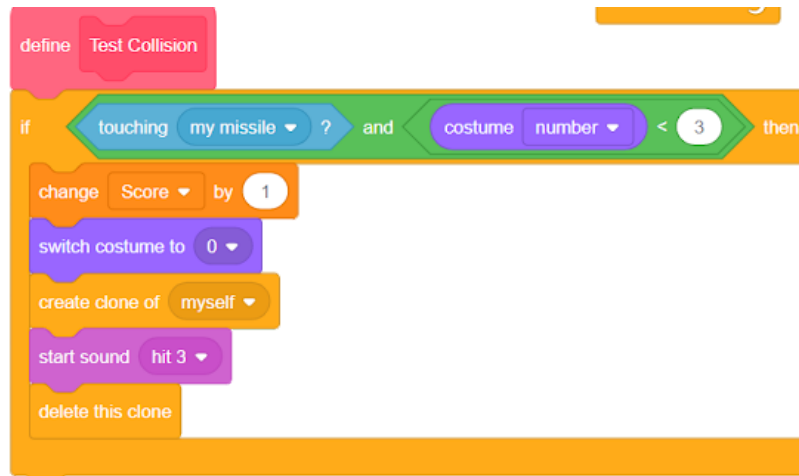 define Test Collision
if touching my missile ? and costume number < 3 then
change Score by 1
switch costume to 0
create clone of myself
start sound hit 3
delete this clone